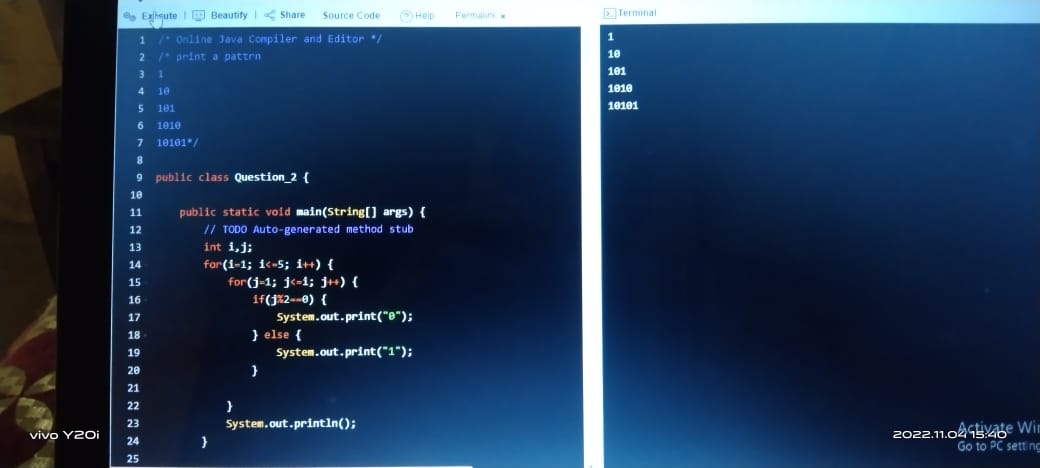 Execute | Beautify | Share Source Code Help Permalink
1 /* Online Java Compiler and Editor */
2 /* print a pattrn
3 1
4 10
5 101
6 1010
7 10101*/
8
9 public class Question_2 {
10
11 public static void main(String[] args) {
12 // TODO Auto-generated method stub
13 int i,j;
14 for(i=1; i<=5; i++) {
15 for(j=1; j<=i; j++) {
16 if(j%2==0) {
17 System.out.print("0");
18 } else {
19 System.out.print("1");
20 }
21
22 }
23 System.out.println();
24 }
25
Terminal
1
10
101
1010
10101
Activate Win
Go to PC setting
vivo Y20i
2022.11.04 15:40